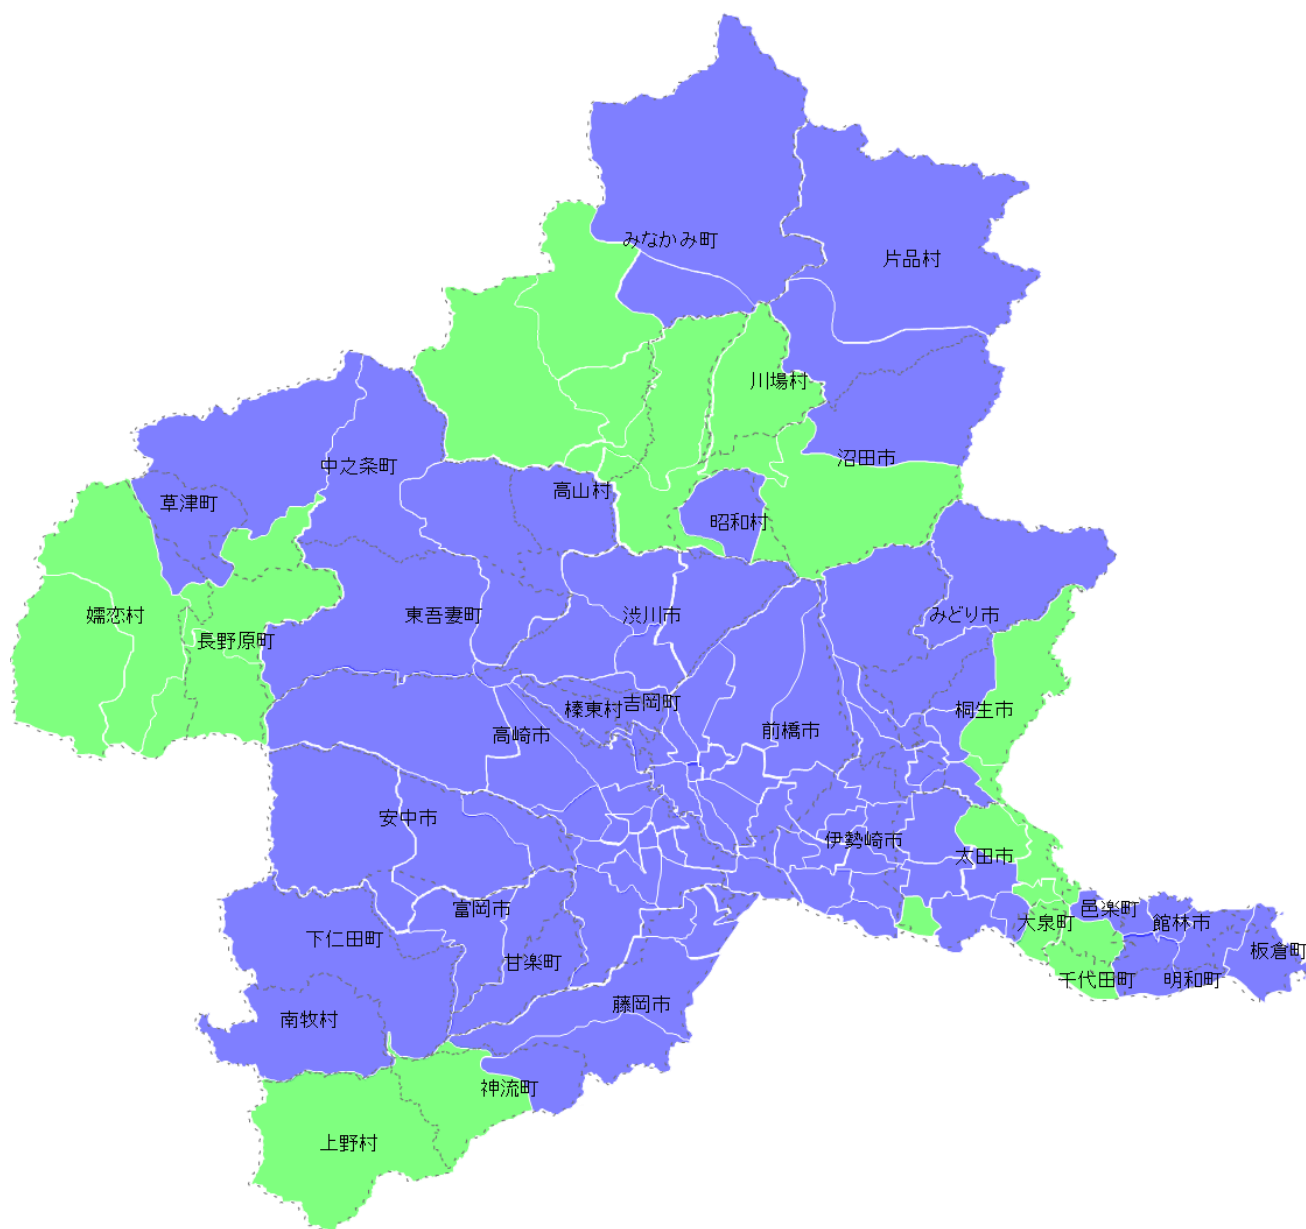 みなかみ町
片品村
川場村
沼田市
中之条町
草津町
高山村
昭和村
嬬恋村
東吾妻町
渋川市
みどり市
長野原町
榛東村
吉岡町
桐生市
高崎市
前橋市
安中市
伊勢崎市
太田市
富岡市
邑楽町
大泉町
館林市
下仁田町
板倉町
甘楽町
千代田町
明和町
藤岡市
南牧村
神流町
上野村